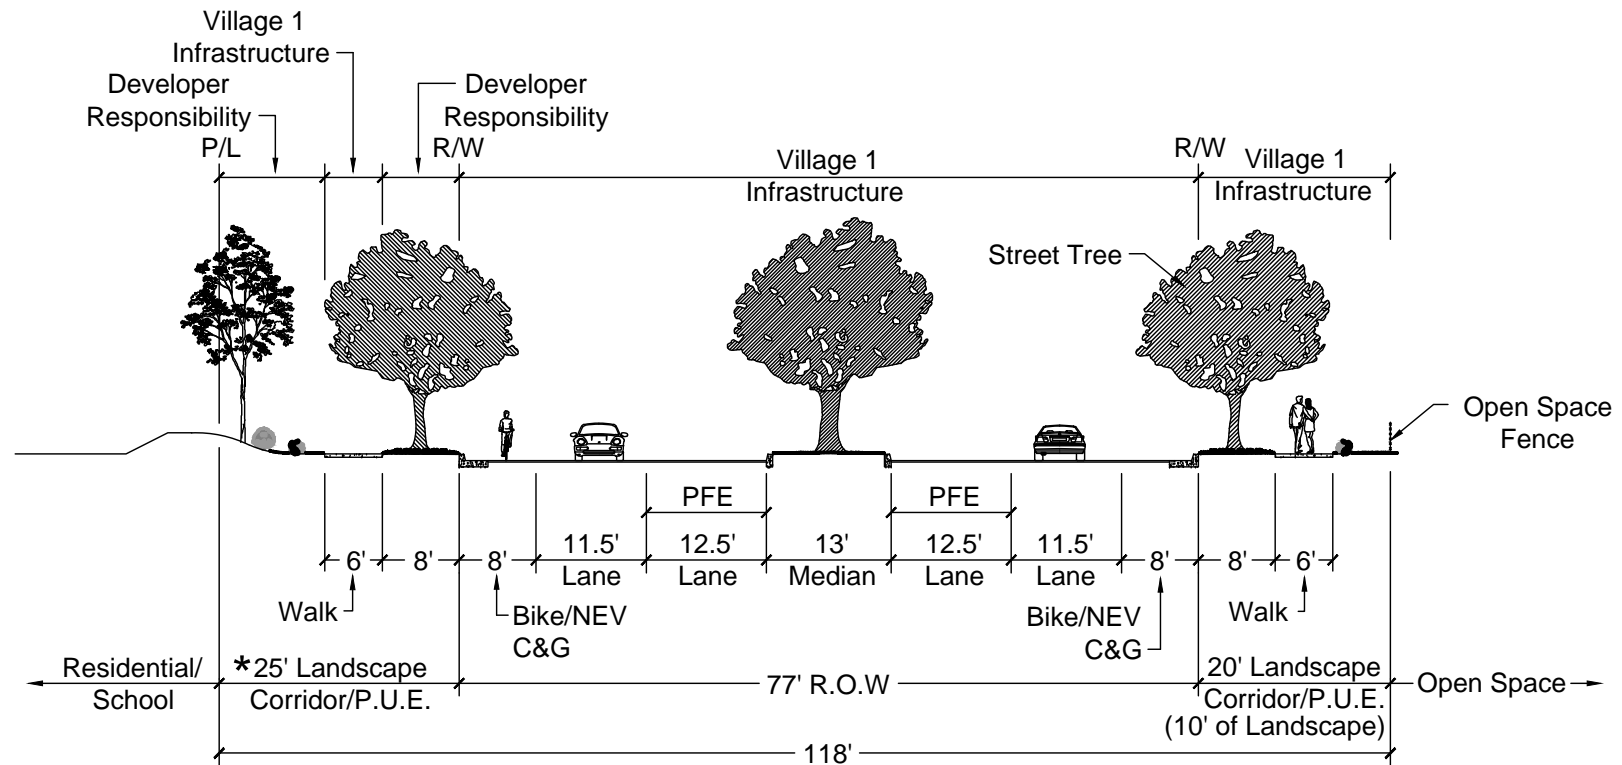 Village 1
Infrastructure
Developer
Responsibility
Developer
Responsibility
P/L
R/W
Village 1
Infrastructure
R/W
Village 1
Infrastructure
Street Tree
Open Space
Fence
PFE
PFE
6'
8'
8'
11.5'
Lane
12.5'
Lane
13'
Median
12.5'
Lane
11.5'
Lane
8'
8'
6'
Walk
Bike/NEV
C&G
Bike/NEV
C&G
Walk
Residential/
School
*25' Landscape
Corridor/P.U.E.
77' R.O.W
20' Landscape
Corridor/P.U.E.
(10' of Landscape)
Open Space
118'